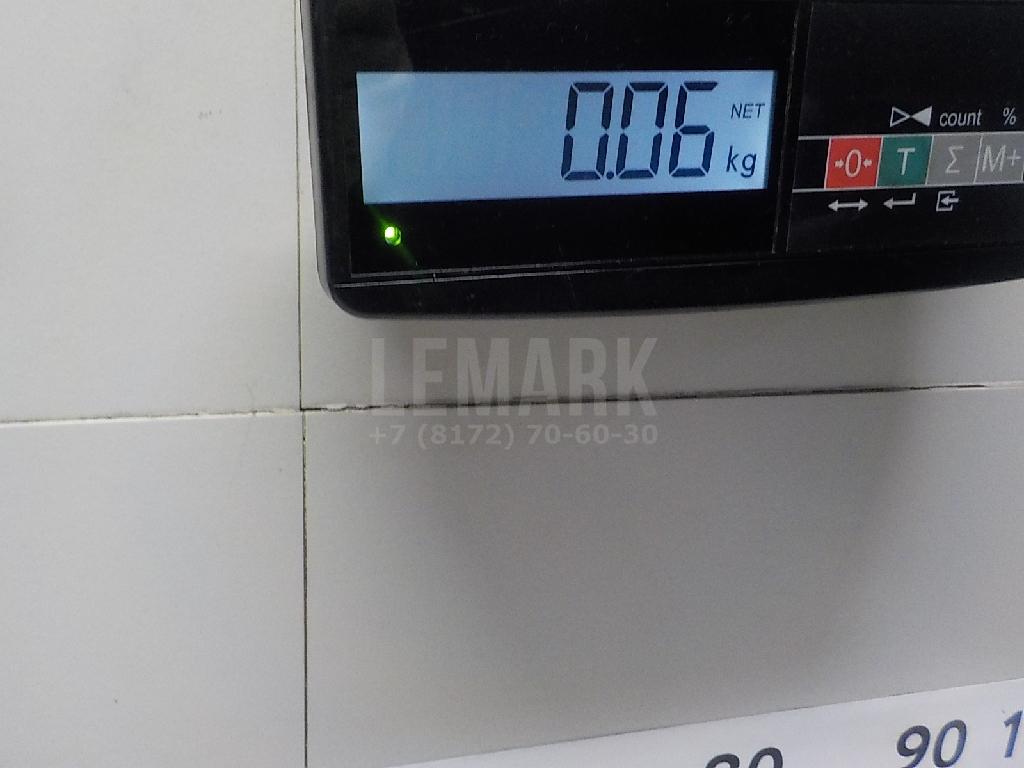 0.06 NET kg
count %
→0← T Σ M+
LEMARK
+7 (8172) 70-60-30
90